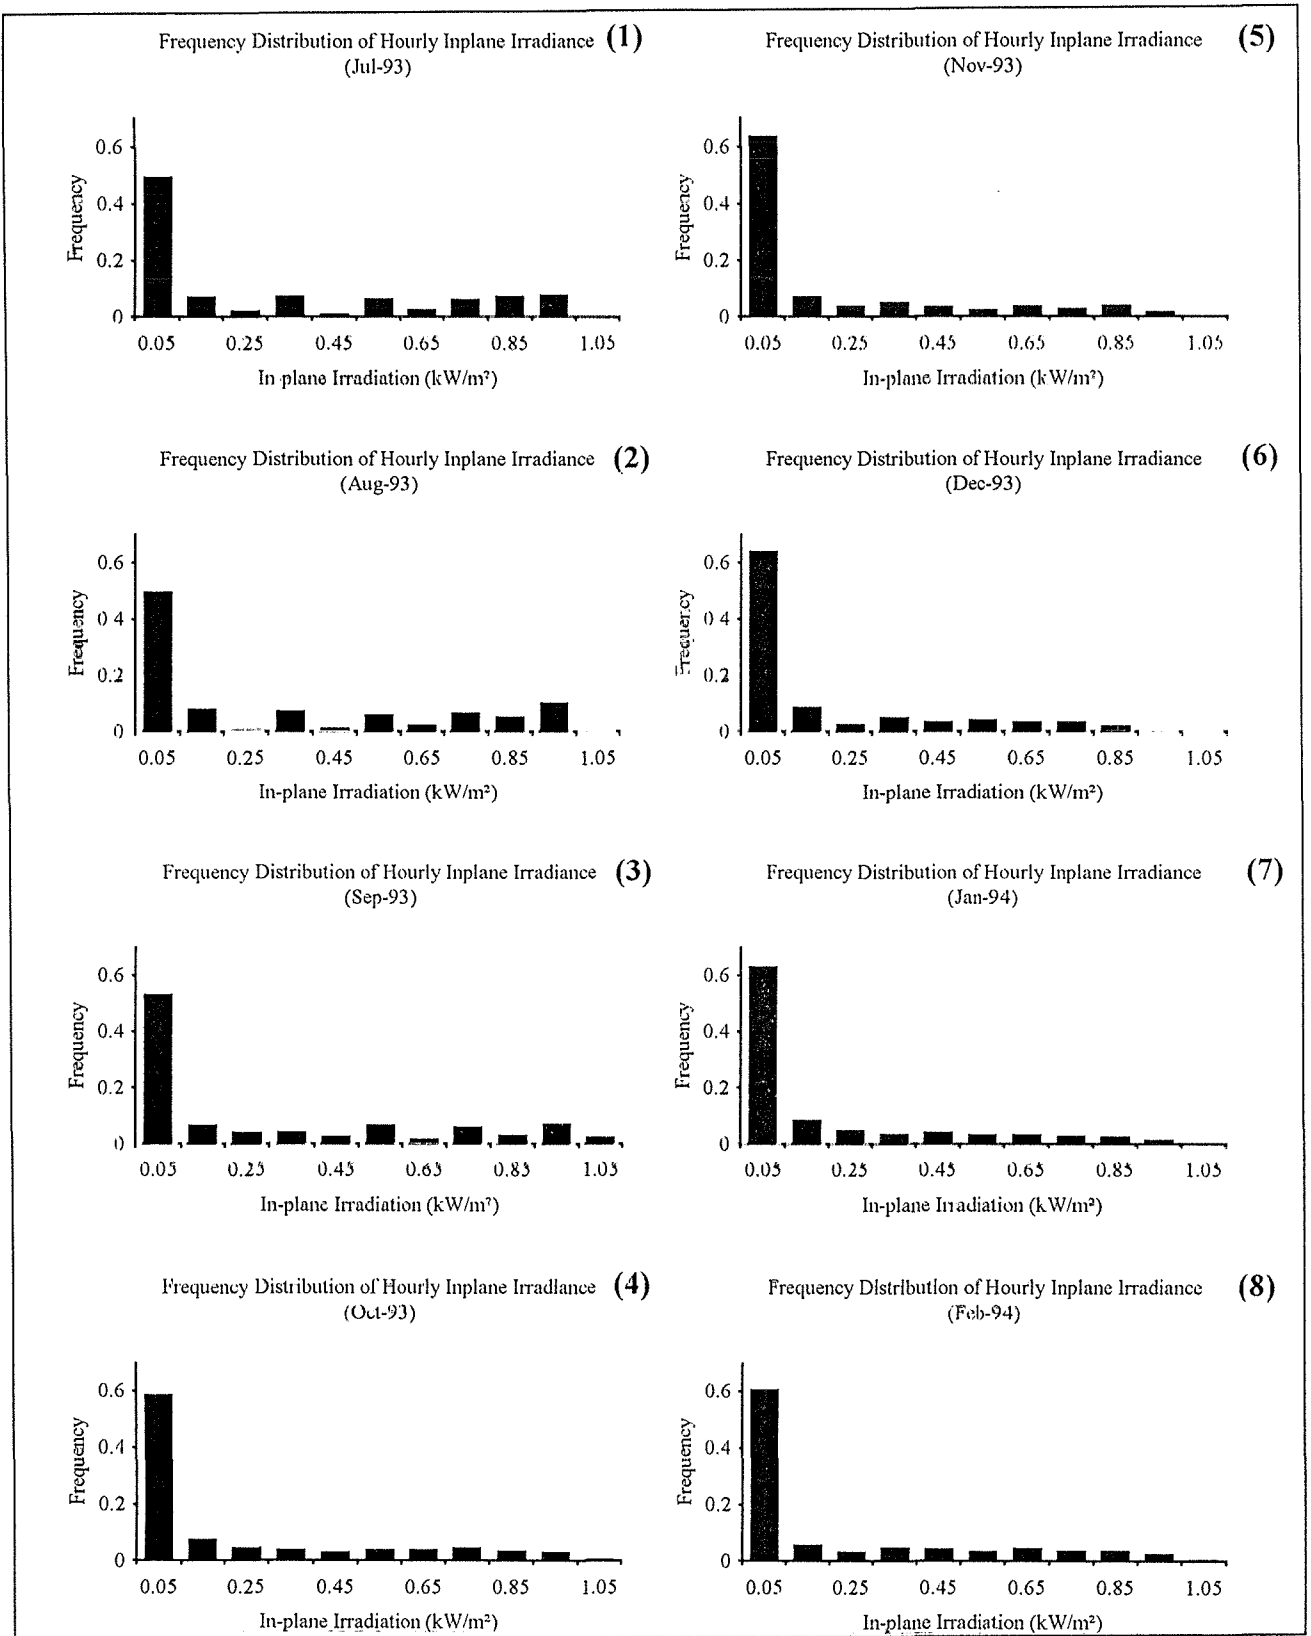 Frequency Distribution of Hourly Inplane Irradiance (1)
(Jul-93)
0.6
0.4
0.2
0
Frequency
0.05 0.25 0.45 0.65 0.85 1.05
In-plane Irradiation (kW/m²)
Frequency Distribution of Hourly Inplane Irradiance (2)
(Aug-93)
0.6
0.4
0.2
0
Frequency
0.05 0.25 0.45 0.65 0.85 1.05
In-plane Irradiation (kW/m²)
Frequency Distribution of Hourly Inplane Irradiance (3)
(Sep-93)
0.6
0.4
0.2
0
Frequency
0.05 0.25 0.45 0.65 0.85 1.05
In-plane Irradiation (kW/m²)
Frequency Distribution of Hourly Inplane Irradiance (4)
(Oct-93)
0.6
0.4
0.2
0
Frequency
0.05 0.25 0.45 0.65 0.85 1.05
In-plane Irradiation (kW/m²)
Frequency Distribution of Hourly Inplane Irradiance (5)
(Nov-93)
0.6
0.4
0.2
0
Frequency
0.05 0.25 0.45 0.65 0.85 1.05
In-plane Irradiation (kW/m²)
Frequency Distribution of Hourly Inplane Irradiance (6)
(Dec-93)
0.6
0.4
0.2
0
Frequency
0.05 0.25 0.45 0.65 0.85 1.05
In-plane Irradiation (kW/m²)
Frequency Distribution of Hourly Inplane Irradiance (7)
(Jan-94)
0.6
0.4
0.2
0
Frequency
0.05 0.25 0.45 0.65 0.85 1.05
In-plane Irradiation (kW/m²)
Frequency Distribution of Hourly Inplane Irradiance (8)
(Feb-94)
0.6
0.4
0.2
0
Frequency
0.05 0.25 0.45 0.65 0.85 1.05
In-plane Irradiation (kW/m²)